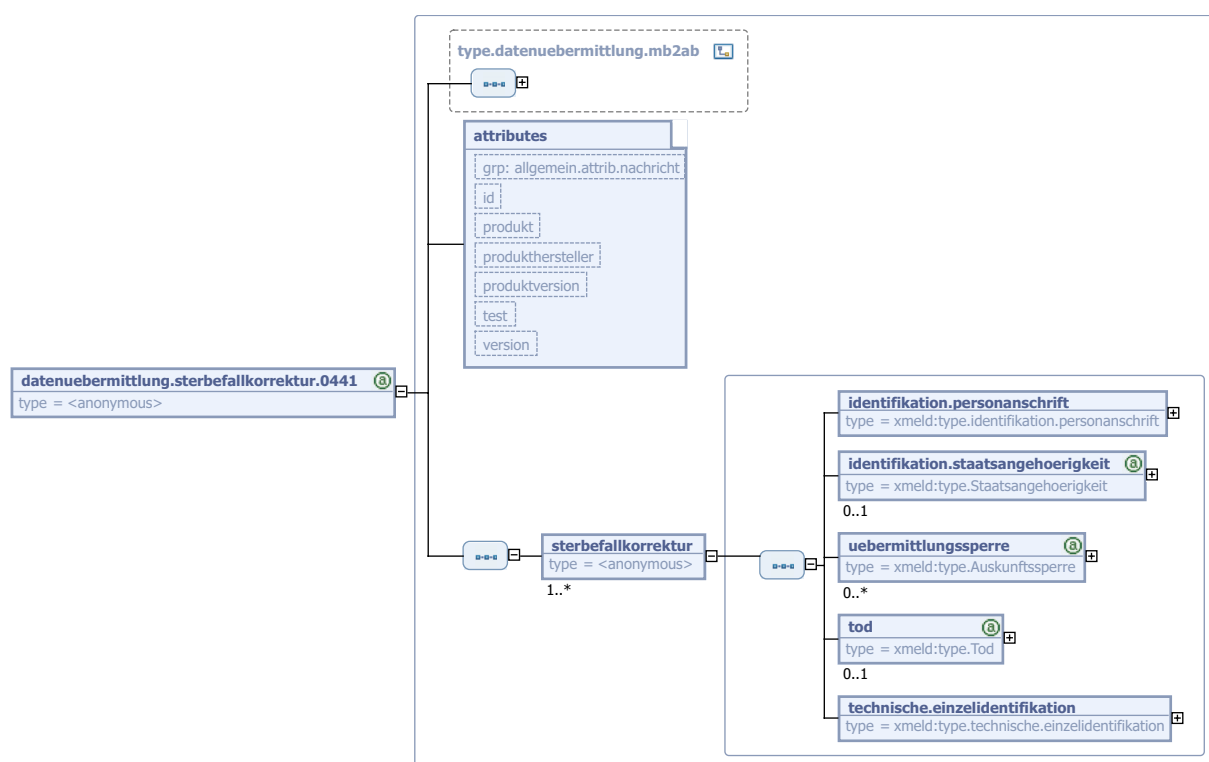 type.datenuebermittlung.mb2ab
attributes
grp: allgemein.attrib.nachricht
id
produkt
produkthersteller
produktversion
test
version
datenuebermittlung.sterbefallkorrektur.0441 a
type = <anonymous>
sterbefallkorrektur
type = <anonymous>
1..*
identifikation.personanschrift
type = xmeld:type.identifikation.personanschrift
identifikation.staatsangehoerigkeit a
type = xmeld:type.Staatsangehoerigkeit
0..1
uebermittlungssperre a
type = xmeld:type.Auskunftssperre
0..*
tod a
type = xmeld:type.Tod
0..1
technische.einzelidentifikation
type = xmeld:type.technische.einzelidentifikation